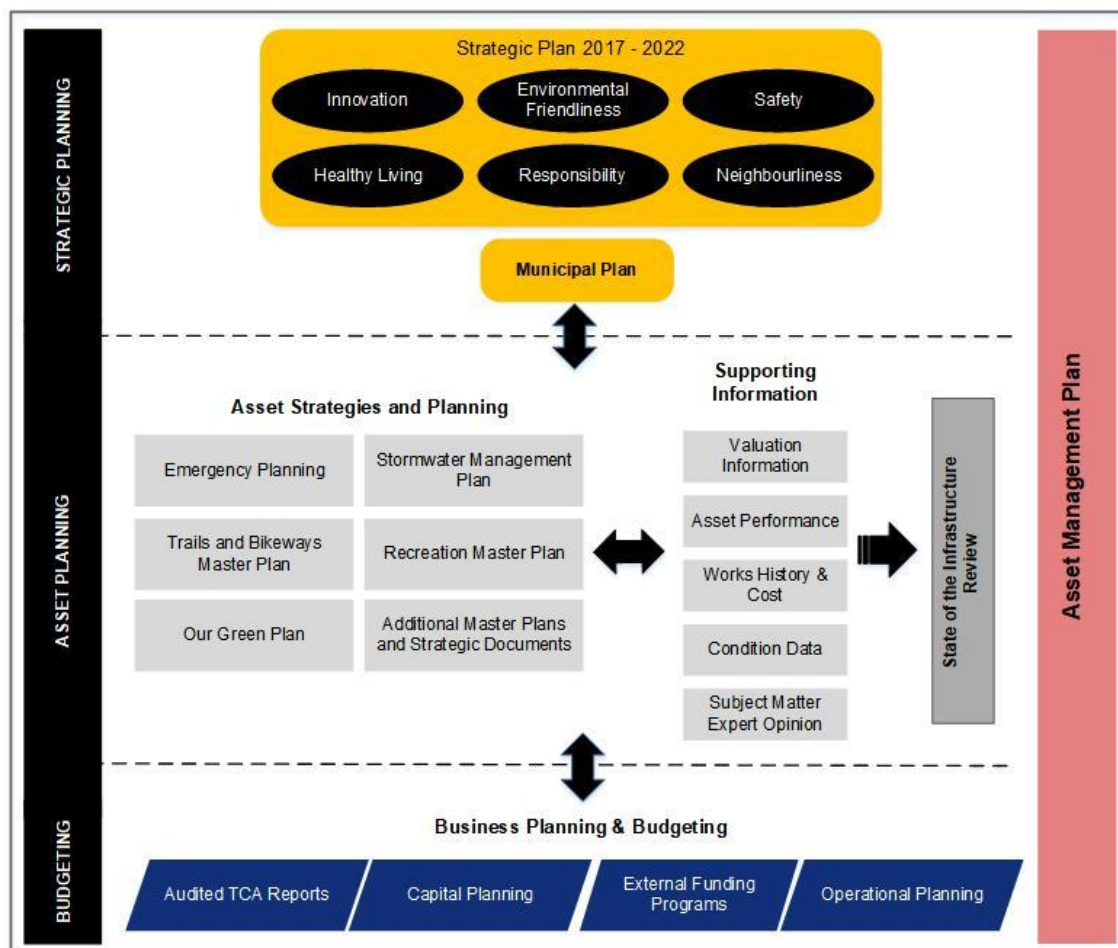 STRATEGIC PLANNING
Strategic Plan 2017 - 2022
Innovation
Environmental
Friendliness
Safety
Healthy Living
Responsibility
Neighbourliness
Municipal Plan
ASSET PLANNING
Asset Strategies and Planning
Emergency Planning
Stormwater Management
Plan
Trails and Bikeways
Master Plan
Recreation Master Plan
Our Green Plan
Additional Master Plans
and Strategic Documents
Supporting
Information
Valuation
Information
Asset Performance
Works History &
Cost
Condition Data
Subject Matter
Expert Opinion
State of the Infrastructure
Review
BUDGETING
Business Planning & Budgeting
Audited TCA Reports
Capital Planning
External Funding
Programs
Operational Planning
Asset Management Plan